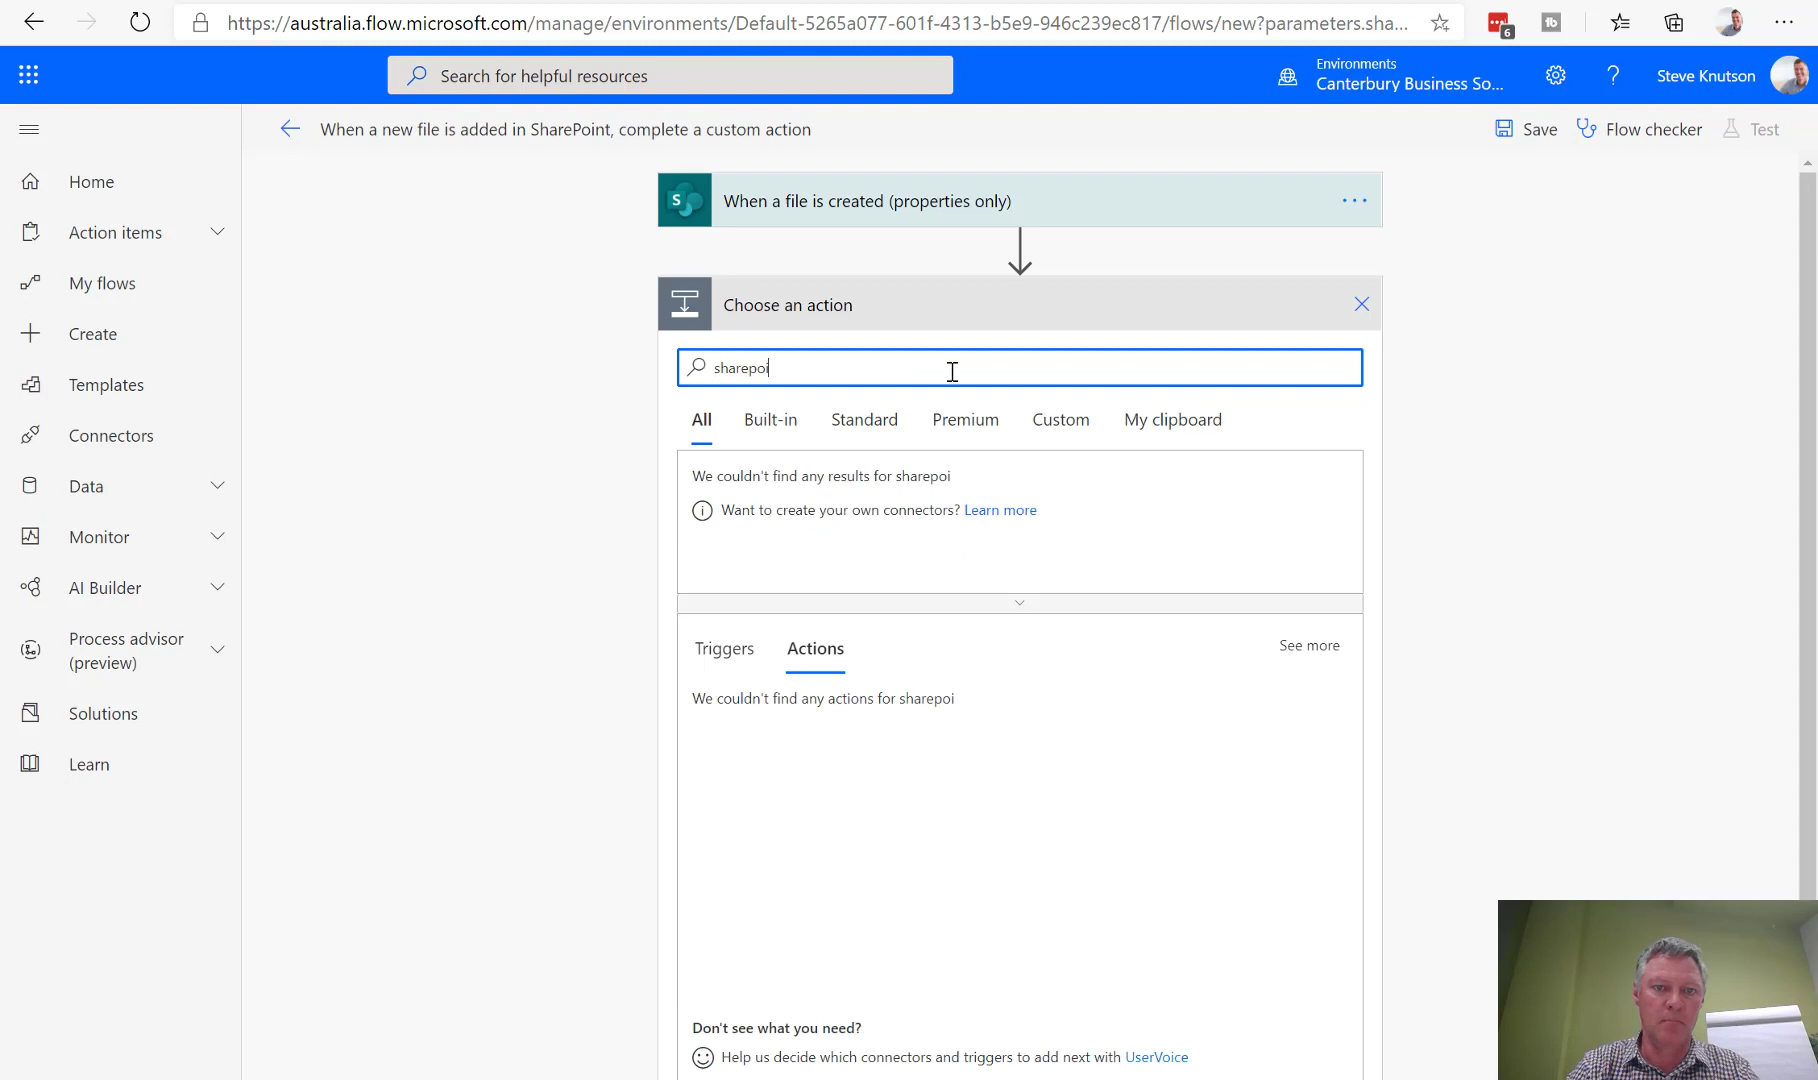 https://australia.flow.microsoft.com/manage/environments/Default-5265a077-601f-4313-b5e9-946c239ec817/flows/new?parameters.sha...
6
Search for helpful resources
Environments
Canterbury Business So...
?
Steve Knutson
When a new file is added in SharePoint, complete a custom action
Save
Flow checker
Test
Home
Action items
My flows
Create
Templates
Connectors
Data
Monitor
AI Builder
Process advisor
(preview)
Solutions
Learn
S
When a file is created (properties only)
Choose an action
sharepoi
All
Built-in
Standard
Premium
Custom
My clipboard
We couldn't find any results for sharepoi
Want to create your own connectors? Learn more
Triggers
Actions
See more
We couldn't find any actions for sharepoi
Don't see what you need?
Help us decide which connectors and triggers to add next with UserVoice